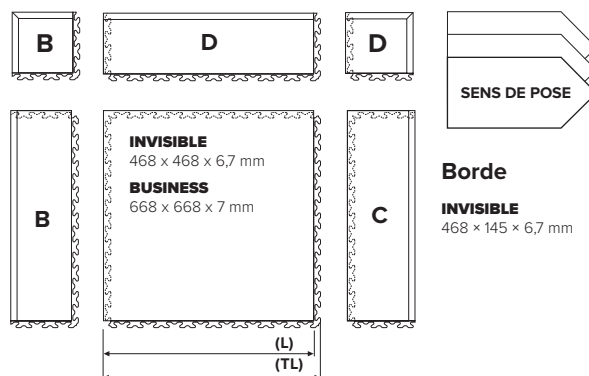 B
D
D
SENS DE POSE
INVISIBLE
468 x 468 x 6,7 mm
BUSINESS
668 x 668 x 7 mm
B
C
Borde
INVISIBLE
468 × 145 × 6,7 mm
(L)
(TL)